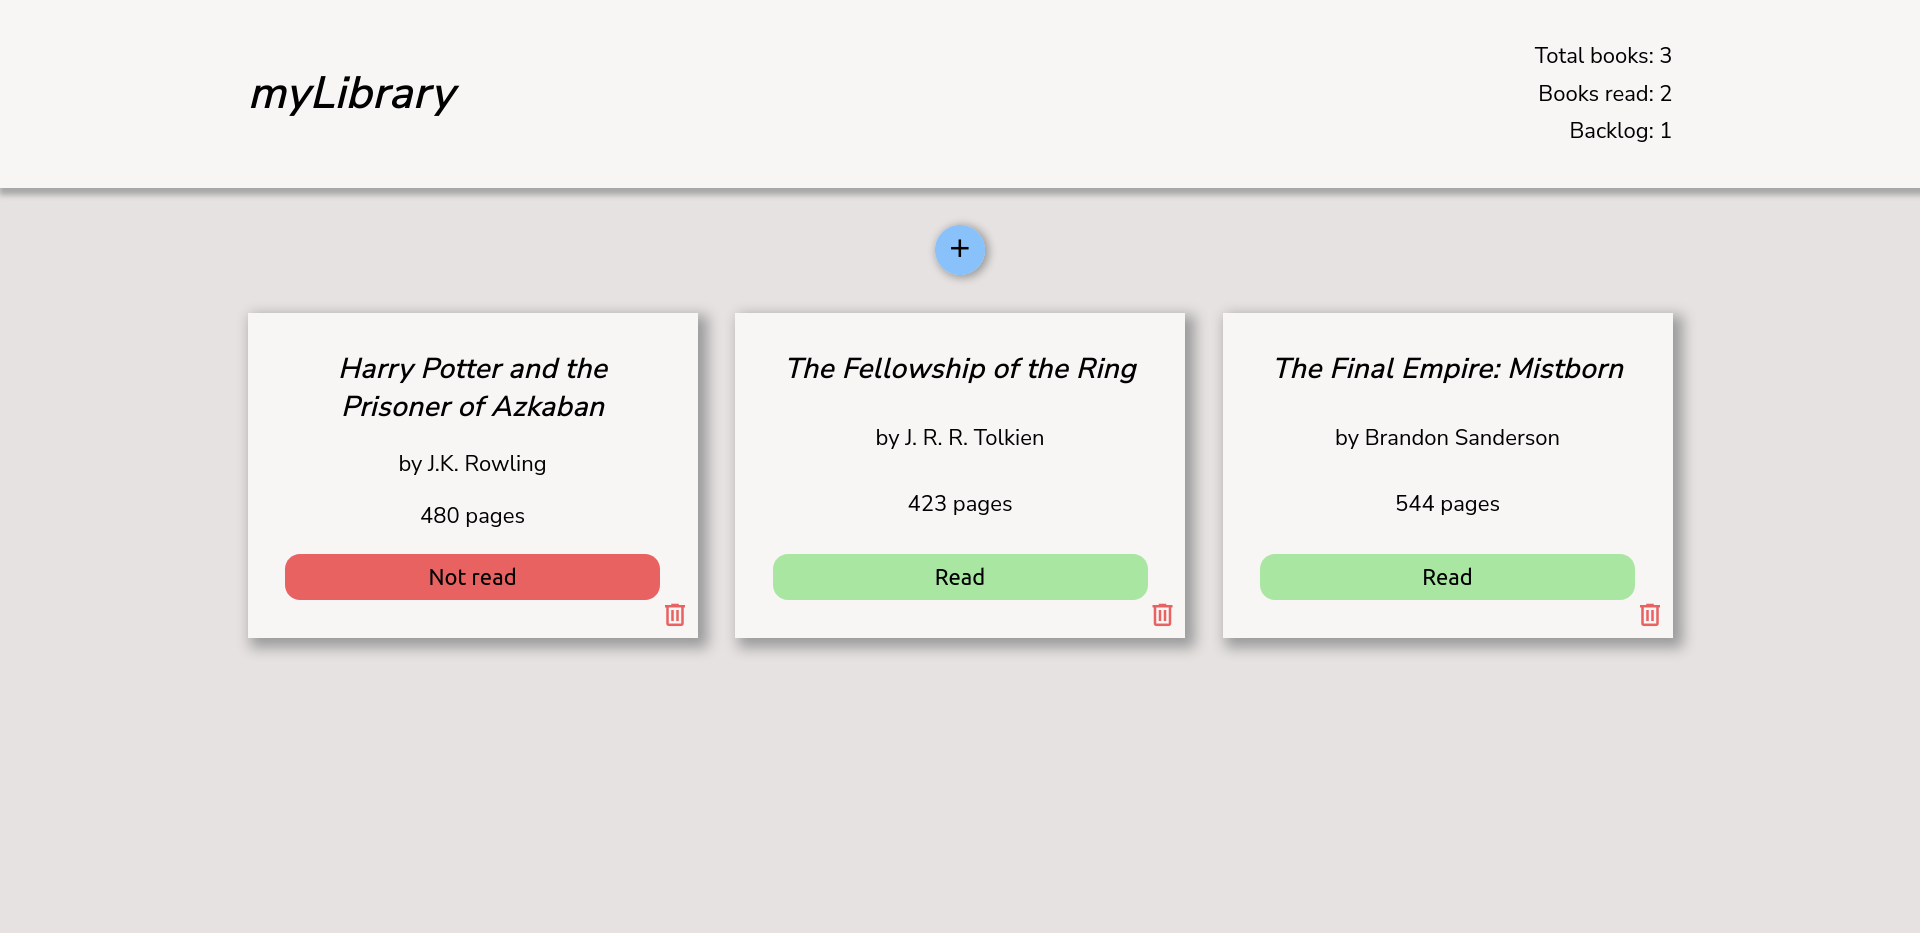 myLibrary
Total books: 3
Books read: 2
Backlog: 1
+
Harry Potter and the
Prisoner of Azkaban
by J.K. Rowling
480 pages
Not read
The Fellowship of the Ring
by J. R. R. Tolkien
423 pages
Read
The Final Empire: Mistborn
by Brandon Sanderson
544 pages
Read